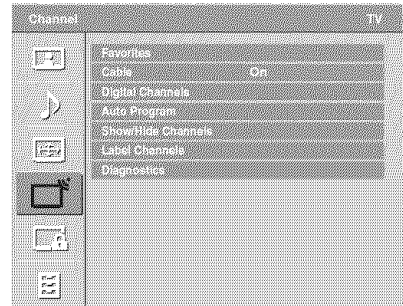 Channel TV
Favorites
Cable On
Digital Channels
Auto Program
Show/Hide Channels
Label Channels
Diagnostics